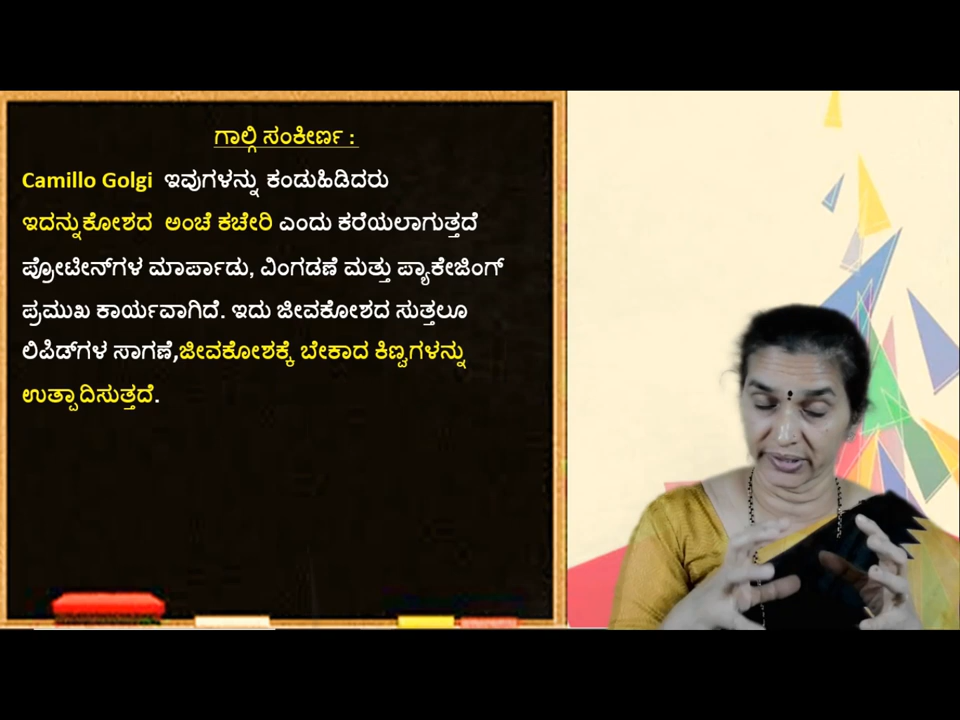 ಗಾಲ್ಗಿ ಸಂಕೀರ್ಣ :
Camillo Golgi ಇವುಗಳನ್ನು ಕಂಡುಹಿಡಿದರು
ಇದನ್ನುಕೋಶದ ಅಂಚೆ ಕಚೇರಿ ಎಂದು ಕರೆಯಲಾಗುತ್ತದೆ
ಪ್ರೋಟೀನ್‌ಗಳ ಮಾರ್ಪಾಡು, ವಿಂಗಡಣೆ ಮತ್ತು ಪ್ಯಾಕೇಜಿಂಗ್
ಪ್ರಮುಖ ಕಾರ್ಯವಾಗಿದೆ. ಇದು ಜೀವಕೋಶದ ಸುತ್ತಲೂ
ಲಿಪಿಡ್‌ಗಳ ಸಾಗಣೆ,ಜೀವಕೋಶಕ್ಕೆ ಬೇಕಾದ ಕಿಣ್ವಗಳನ್ನು
ಉತ್ಪಾದಿಸುತ್ತದೆ.